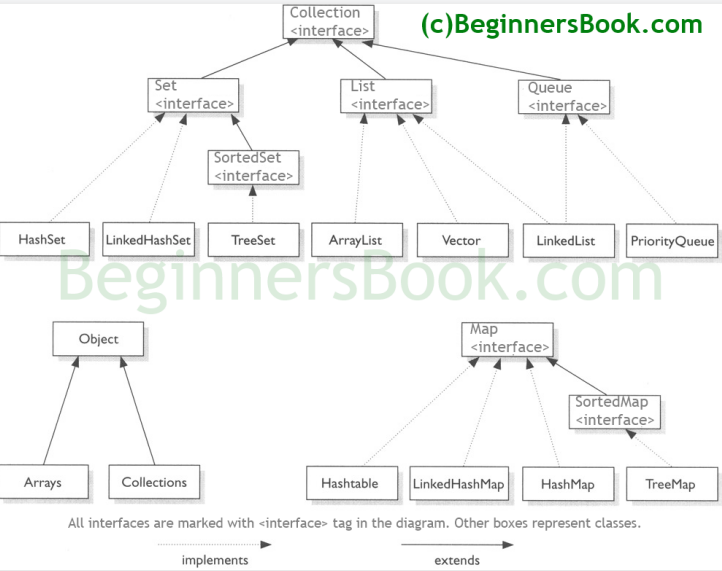 Collection
<interface>
(c)BeginnersBook.com
Set
<interface>
List
<interface>
Queue
<interface>
SortedSet
<interface>
HashSet
LinkedHashSet
TreeSet
ArrayList
Vector
LinkedList
PriorityQueue
BeginnersBook.com
Object
Map
<interface>
SortedMap
<interface>
Arrays
Collections
Hashtable
LinkedHashMap
HashMap
TreeMap
All interfaces are marked with <interface> tag in the diagram. Other boxes represent classes.
implements
extends